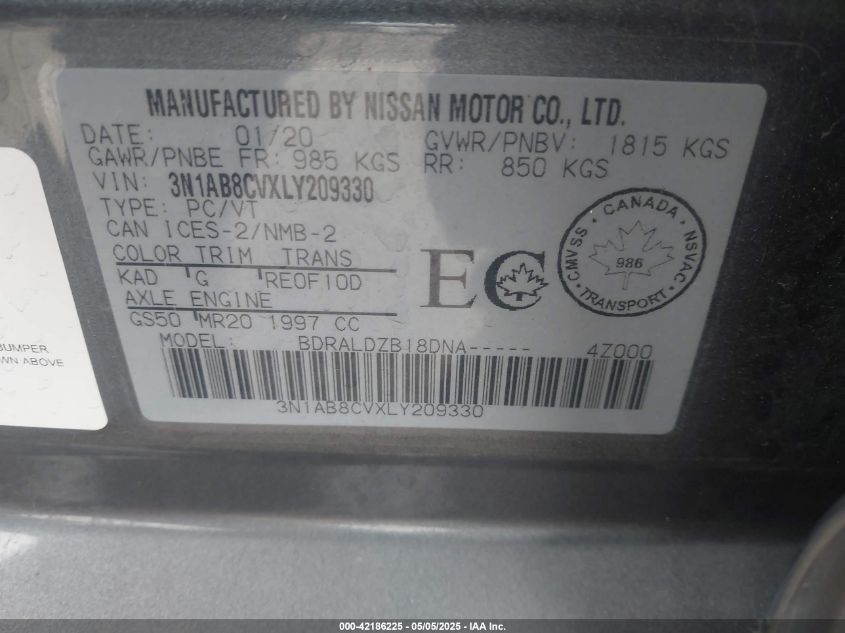 MANUFACTURED BY NISSAN MOTOR CO., LTD.
DATE: 01/20 GVWR/PNBV: 1815 KGS
GAWR/PNBE FR: 985 KGS RR: 850 KGS
VIN: 3N1AB8CVXLY209330
TYPE: PC/VT
CAN ICES-2/NMB-2
COLOR TRIM TRANS
KAD G RE0F10D
AXLE ENGINE
GS50 MR20 1997 CC
MODEL: BDRALDZB18DNA----- 4Z000
3N1AB8CVXLY209330
EC
CANADA
CMVSS NSVAC
986
TRANSPORT
BUMPER
WN ABOVE
000-42186225 - 05/05/2025 - IAA Inc.